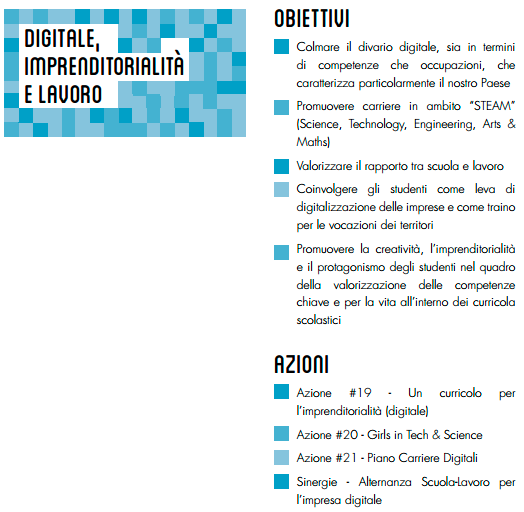 DIGITALE,
IMPRENDITORIALITÀ
E LAVORO
OBIETTIVI
Colmare il divario digitale, sia in termini
di competenze che occupazioni, che
caratterizza particolarmente il nostro Paese
Promuovere carriere in ambito “STEAM”
(Science, Technology, Engineering, Arts &
Maths)
Valorizzare il rapporto tra scuola e lavoro
Coinvolgere gli studenti come leva di
digitalizzazione delle imprese e come traino
per le vocazioni dei territori
Promuovere la creatività, l’imprenditorialità
e il protagonismo degli studenti nel quadro
della valorizzazione delle competenze
chiave e per la vita all’interno dei curricola
scolastici
AZIONI
Azione #19 - Un curricolo per
l’imprenditorialità (digitale)
Azione #20 - Girls in Tech & Science
Azione #21 - Piano Carriere Digitali
Sinergie - Alternanza Scuola-Lavoro per
l’impresa digitale